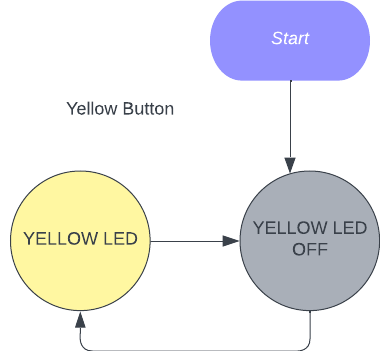 Start
Yellow Button
YELLOW LED
YELLOW LED
OFF